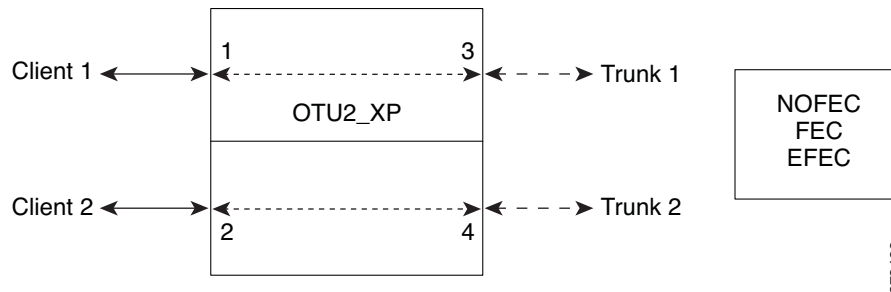 1 3
Client 1 Trunk 1
OTU2_XP
NOFEC
FEC
EFEC
Client 2 Trunk 2
2 4